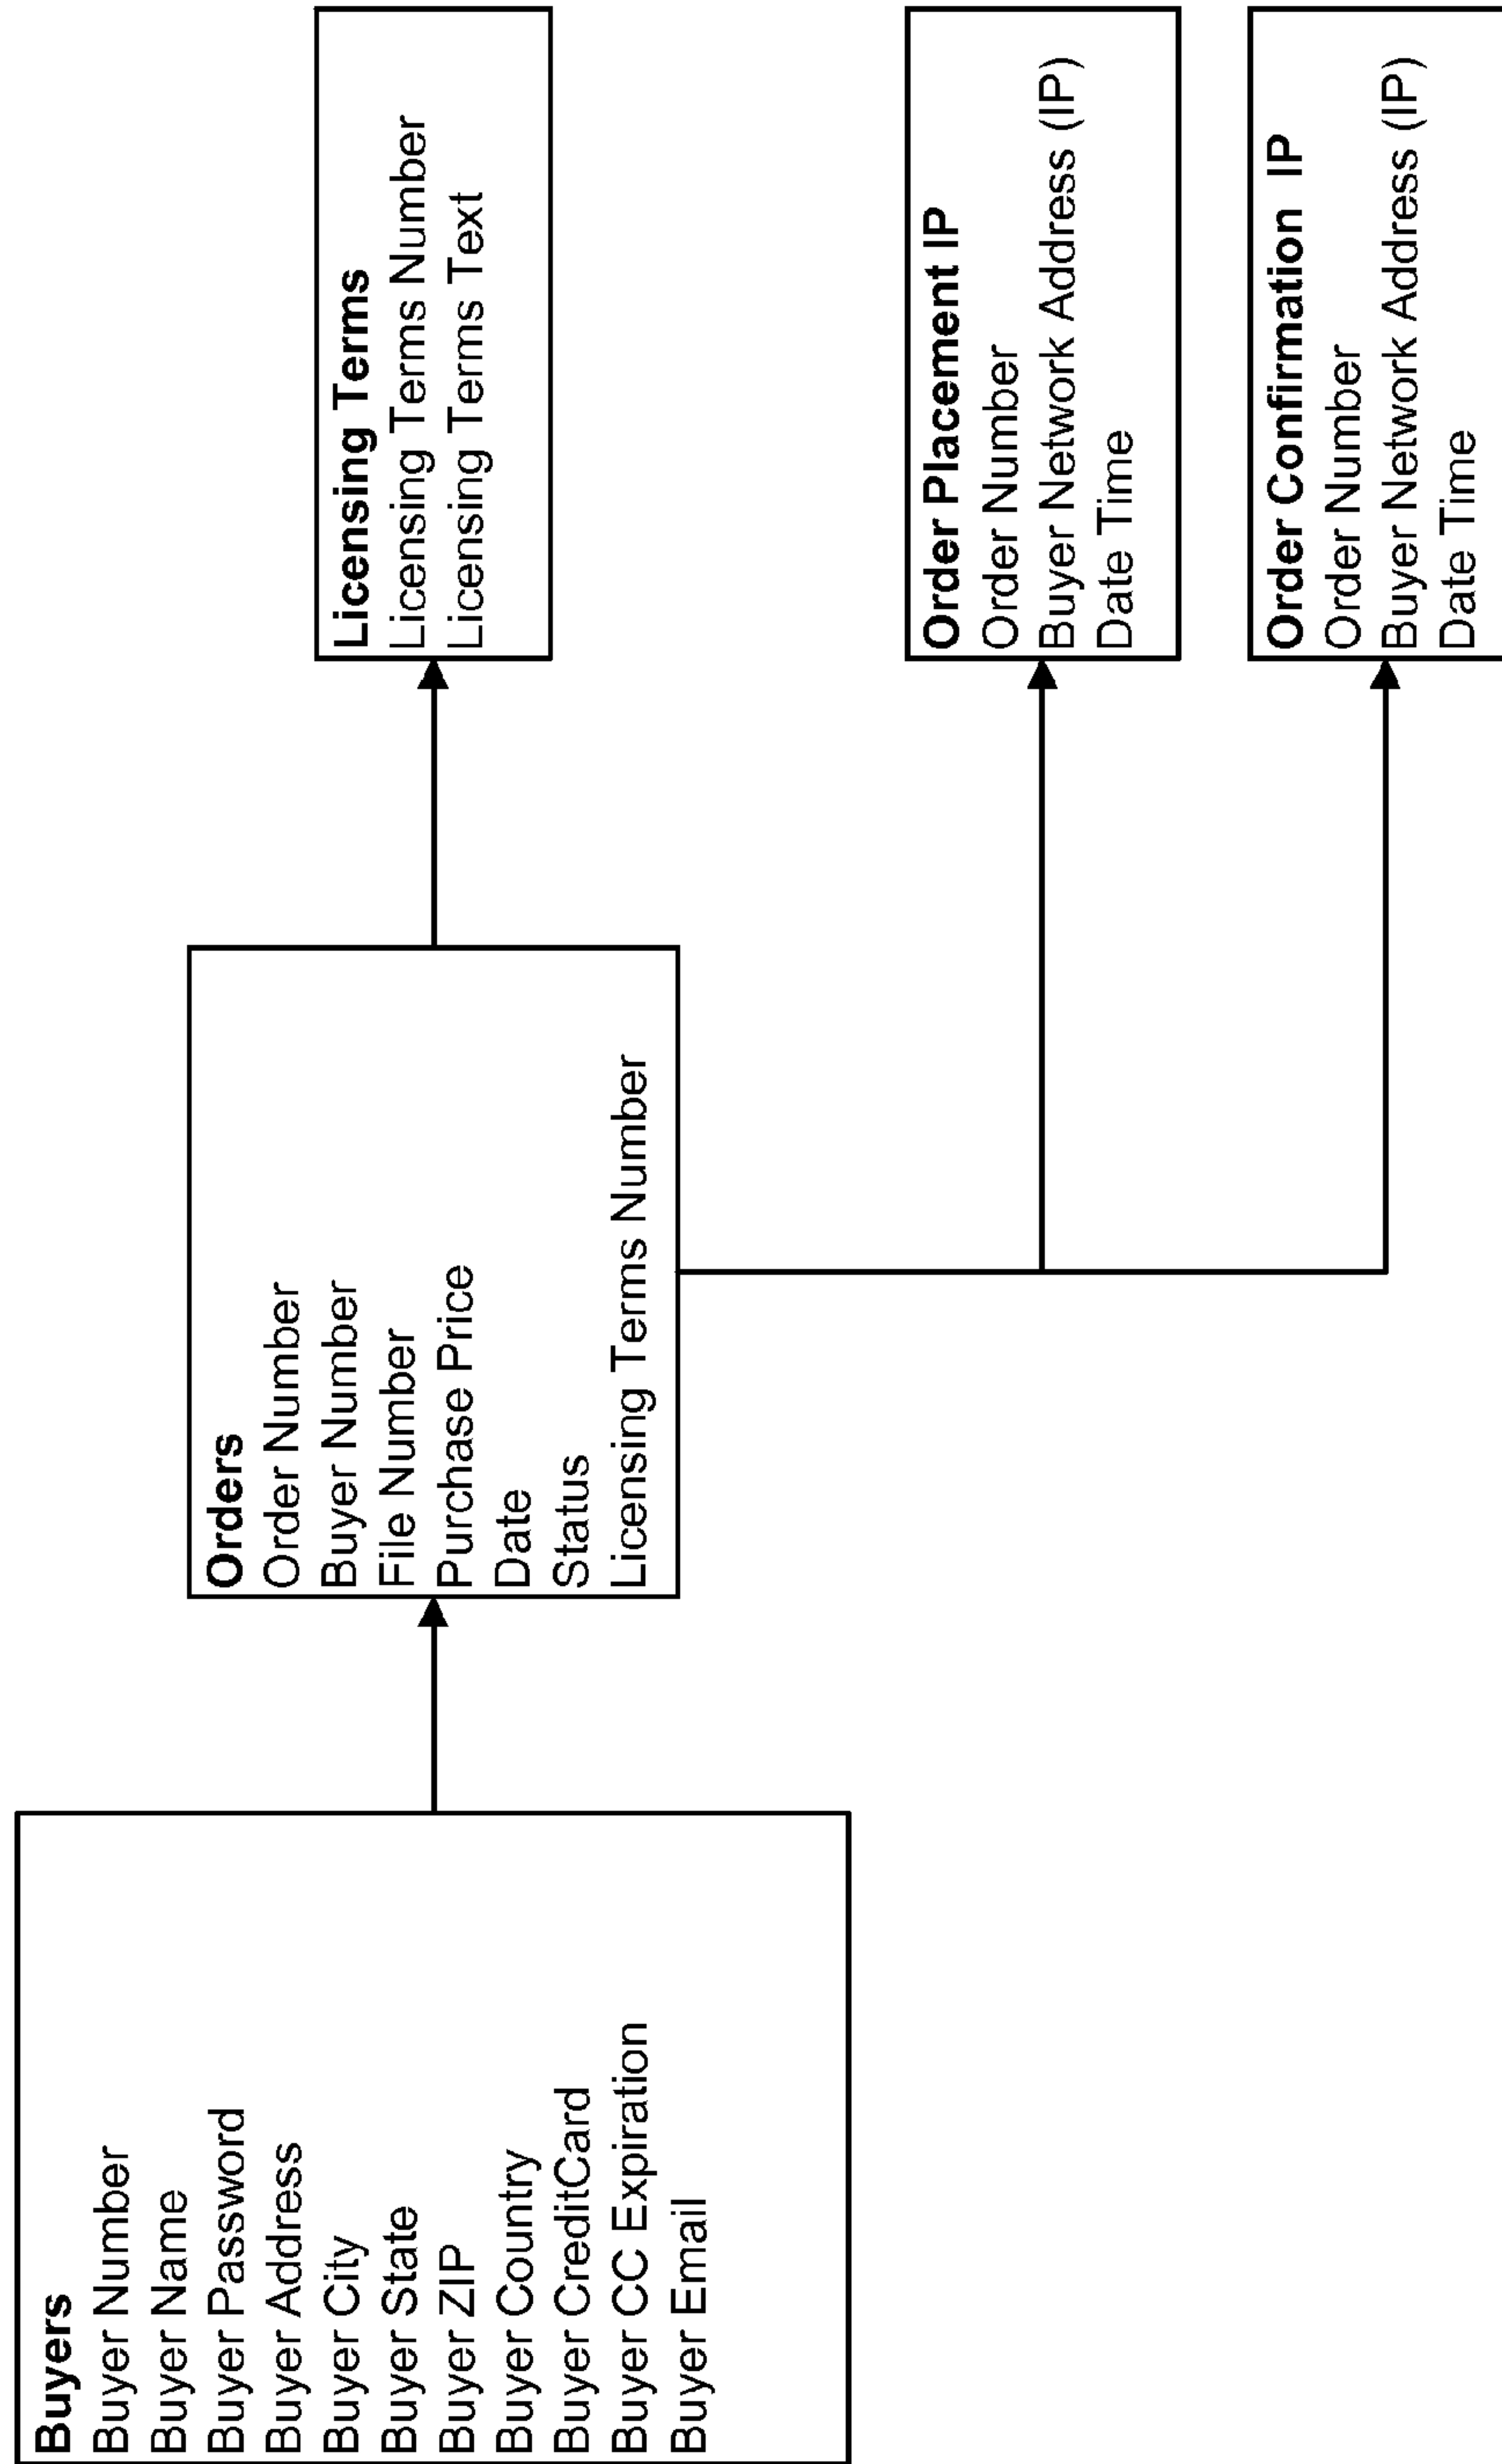 Buyers
Buyer Number
Buyer Name
Buyer Password
Buyer Address
Buyer City
Buyer State
Buyer ZIP
Buyer Country
Buyer CreditCard
Buyer CC Expiration
Buyer Email
Orders
Order Number
Buyer Number
File Number
Purchase Price
Date
Status
Licensing Terms Number
Licensing Terms
Licensing Terms Number
Licensing Terms Text
Order Placement IP
Order Number
Buyer Network Address (IP)
Date Time
Order Confirmation IP
Order Number
Buyer Network Address (IP)
Date Time